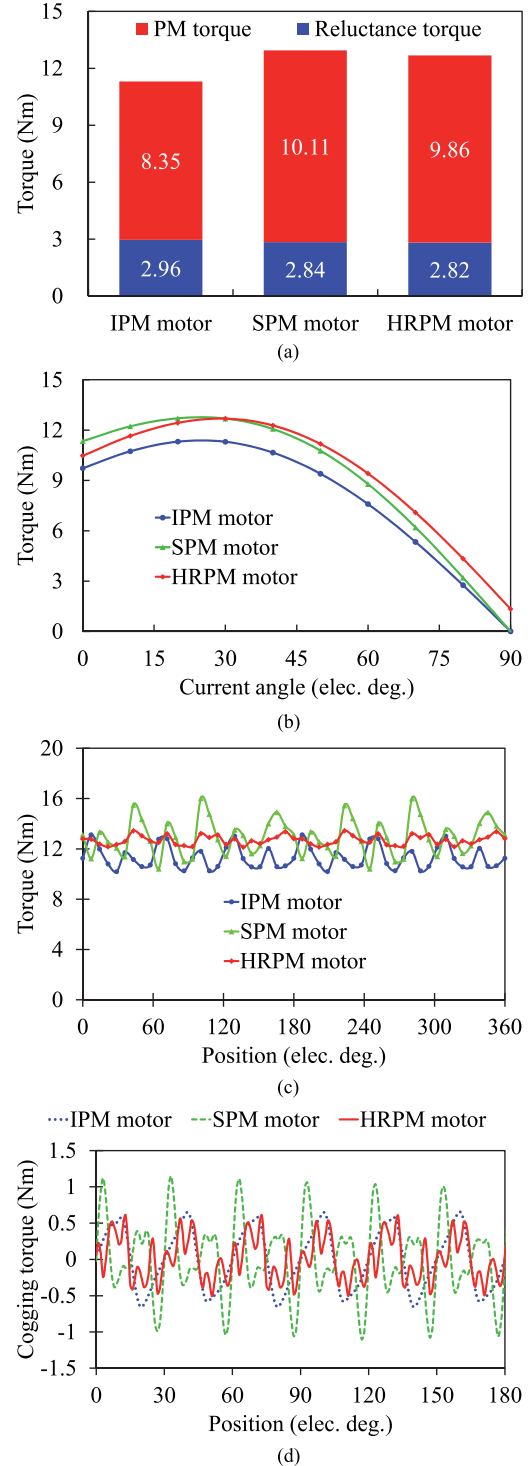 PM torque Reluctance torque
15
12
9
6
3
0
Torque (Nm)
8.35
10.11
9.86
2.96
2.84
2.82
IPM motor SPM motor HRPM motor
(a)
15
12
9
6
3
0
Torque (Nm)
IPM motor
SPM motor
HRPM motor
0 15 30 45 60 75 90
Current angle (elec. deg.)
(b)
20
16
12
8
4
0
Torque (Nm)
IPM motor
SPM motor
HRPM motor
0 60 120 180 240 300 360
Position (elec. deg.)
(c)
IPM motor SPM motor HRPM motor
1.5
1
0.5
0
-0.5
-1
-1.5
Cogging torque (Nm)
0 30 60 90 120 150 180
Position (elec. deg.)
(d)